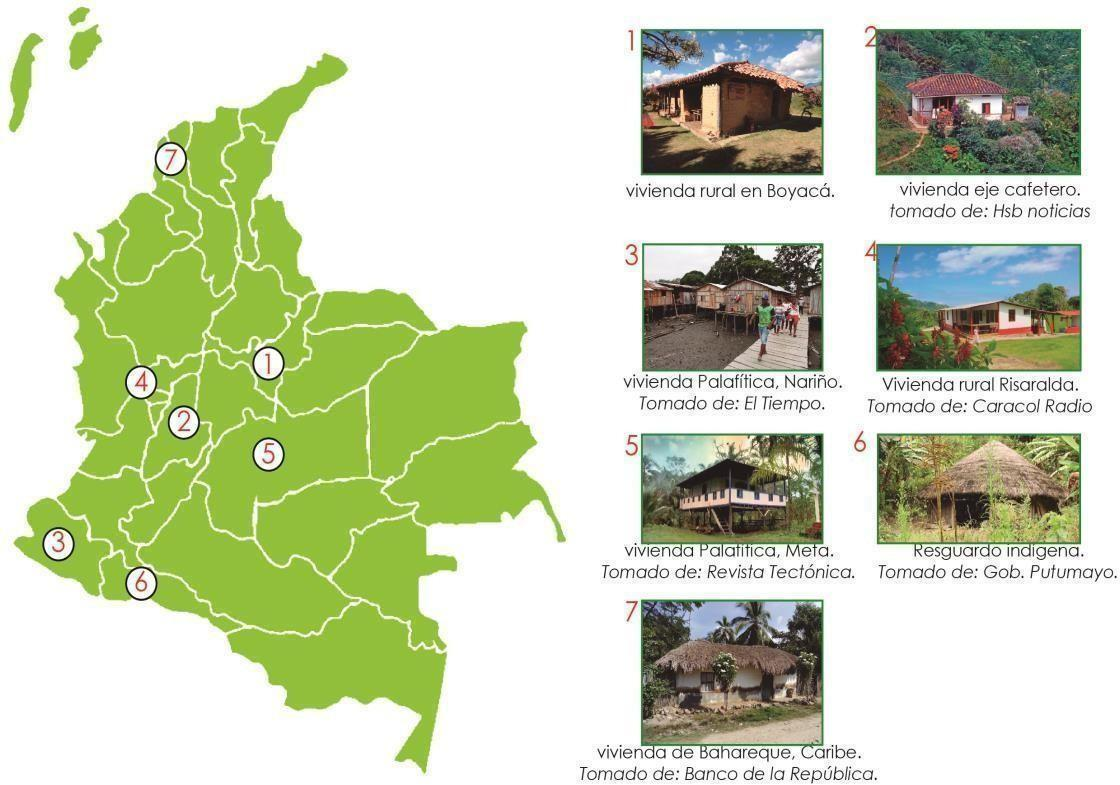 7
4
1
2
5
3
6
1
vivienda rural en Boyacá.
2
vivienda eje cafetero.
tomado de: Hsb noticias
3
vivienda Palafítica, Nariño.
Tomado de: El Tiempo.
4
Vivienda rural Risaralda.
Tomado de: Caracol Radio
5
vivienda Palafítica, Meta.
Tomado de: Revista Tectónica.
6
Resguardo indígena.
Tomado de: Gob. Putumayo.
7
vivienda de Bahareque, Caribe.
Tomado de: Banco de la República.